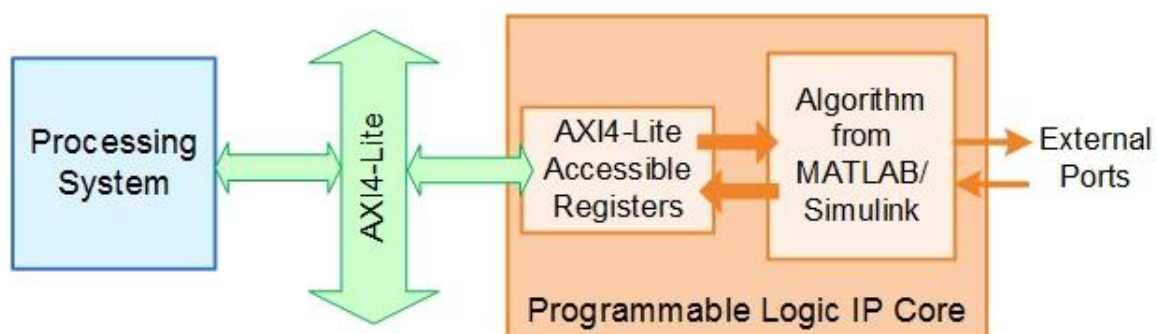 Processing
System
AXI4-Lite
AXI4-Lite
Accessible
Registers
Algorithm
from
MATLAB/
Simulink
External
Ports
Programmable Logic IP Core